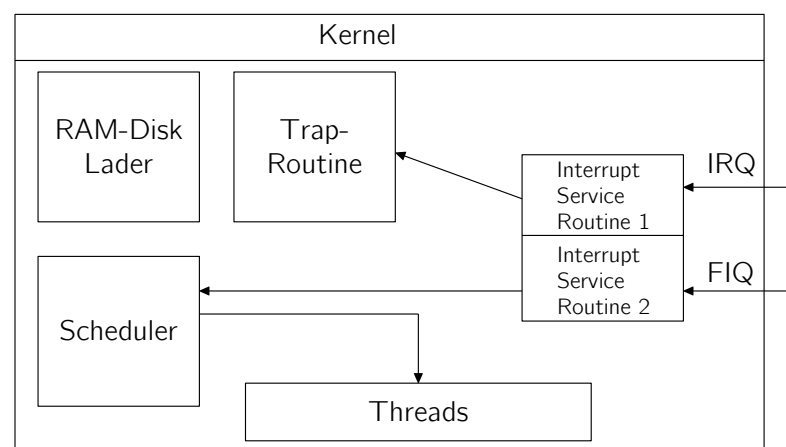 Kernel
RAM-Disk
Lader
Trap-
Routine
Interrupt
Service
Routine 1
IRQ
Interrupt
Service
Routine 2
FIQ
Scheduler
Threads